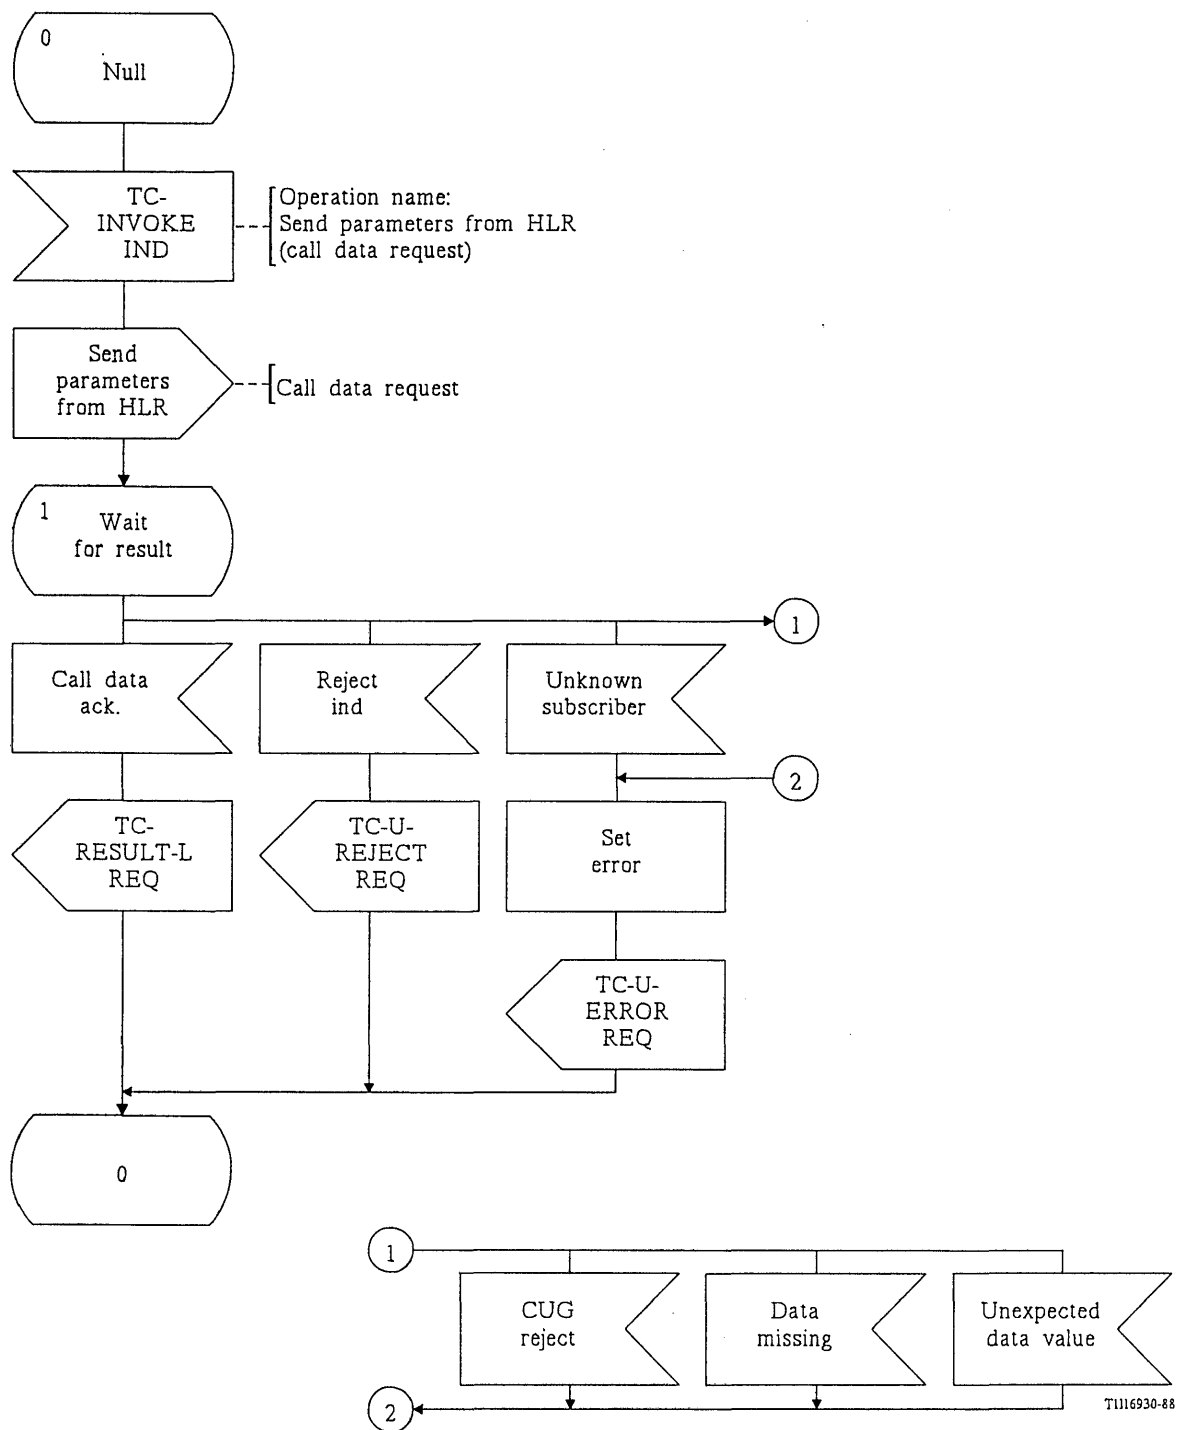 0
Null
TC-
INVOKE
IND
Operation name:
Send parameters from HLR
(call data request)
Send
parameters
from HLR
Call data request
1
Wait
for result
1
Call data
ack.
Reject
ind
Unknown
subscriber
2
TC-
RESULT-L
REQ
TC-U-
REJECT
REQ
Set
error
TC-U-
ERROR
REQ
0
1
CUG
reject
Data
missing
Unexpected
data value
2
T1116930-88